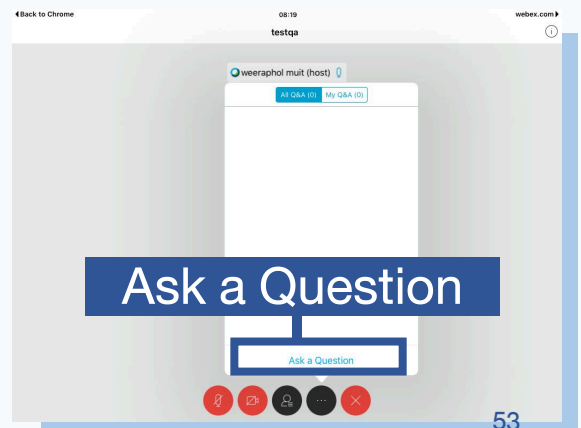 Back to Chrome
08:19
webex.com
testqa
weeraphol muit (host)
All Q&A (0)
My Q&A (0)
Ask a Question
Ask a Question
53